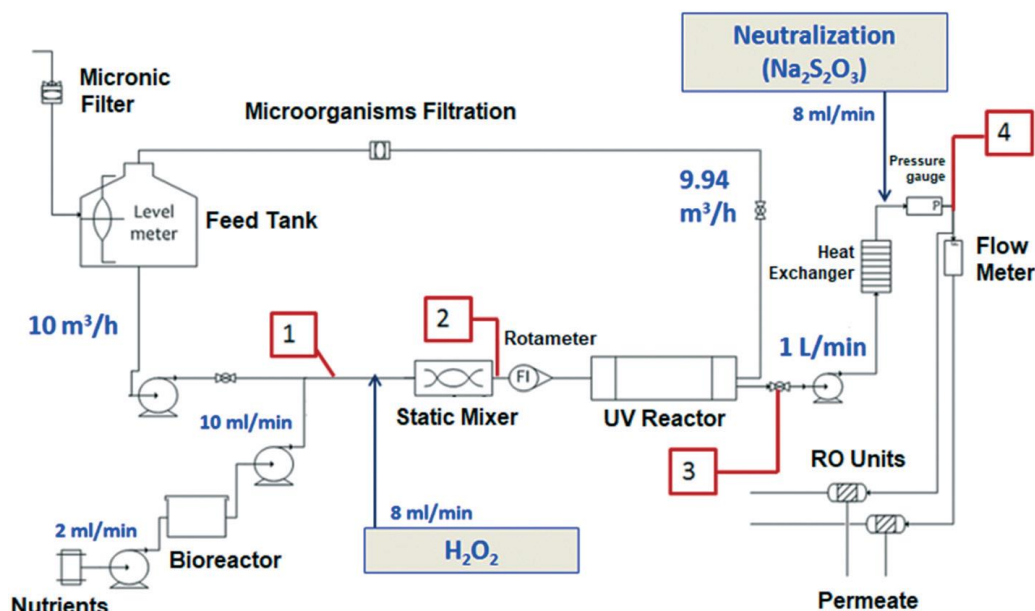 Neutralization
(Na₂S₂O₃)
Micronic
Filter
8 ml/min
4
Microorganisms Filtration
Pressure
gauge
9.94
m³/h
P
Level
meter
Feed Tank
Heat
Exchanger
Flow
Meter
10 m³/h
1
2
Rotameter
1 L/min
FI
Static Mixer
UV Reactor
10 ml/min
3
RO Units
8 ml/min
2 ml/min
Bioreactor
H₂O₂
Nutrients
Permeate